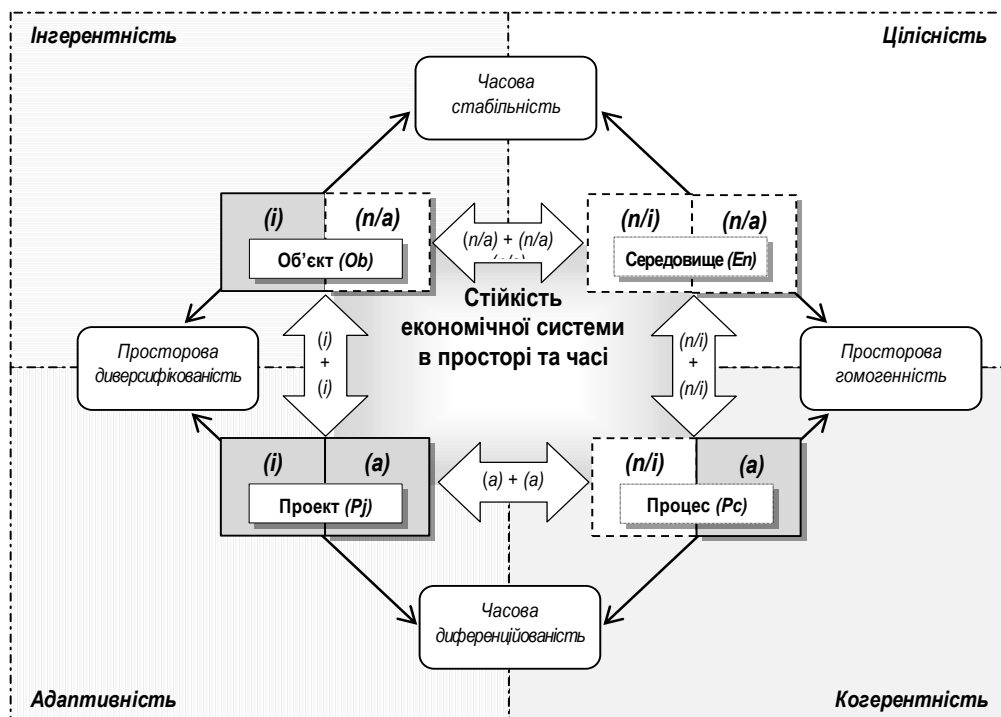 Інгерентність
Цілісність
Часова
стабільність
(i)
(n/a)
(n/a) + (n/a)
(n/i)
(n/a)
Об’єкт (Ob)
Середовище (En)
Стійкість
економічної системи
в просторі та часі
Просторова
диверсифікованість
(i)
+
(i)
(n/i)
+
(n/i)
Просторова
гомогенність
(i)
(a)
(a) + (a)
(n/i)
(a)
Проект (Pj)
Процес (Pc)
Часова
диференційованість
Адаптивність
Когерентність